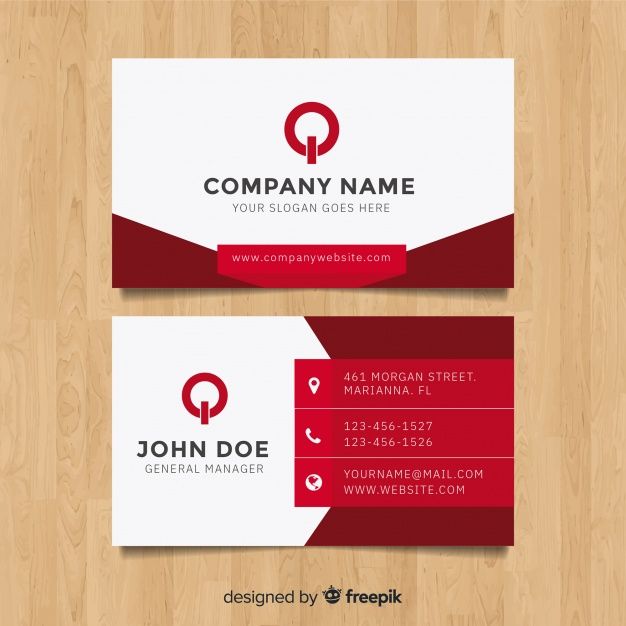 COMPANY NAME
YOUR SLOGAN GOES HERE
www.companywebsite.com
JOHN DOE
GENERAL MANAGER
461 MORGAN STREET.
MARIANNA. FL
123-456-1527
123-456-1526
YOURNAME@MAIL.COM
WWW.WEBSITE.COM
designed by freepik